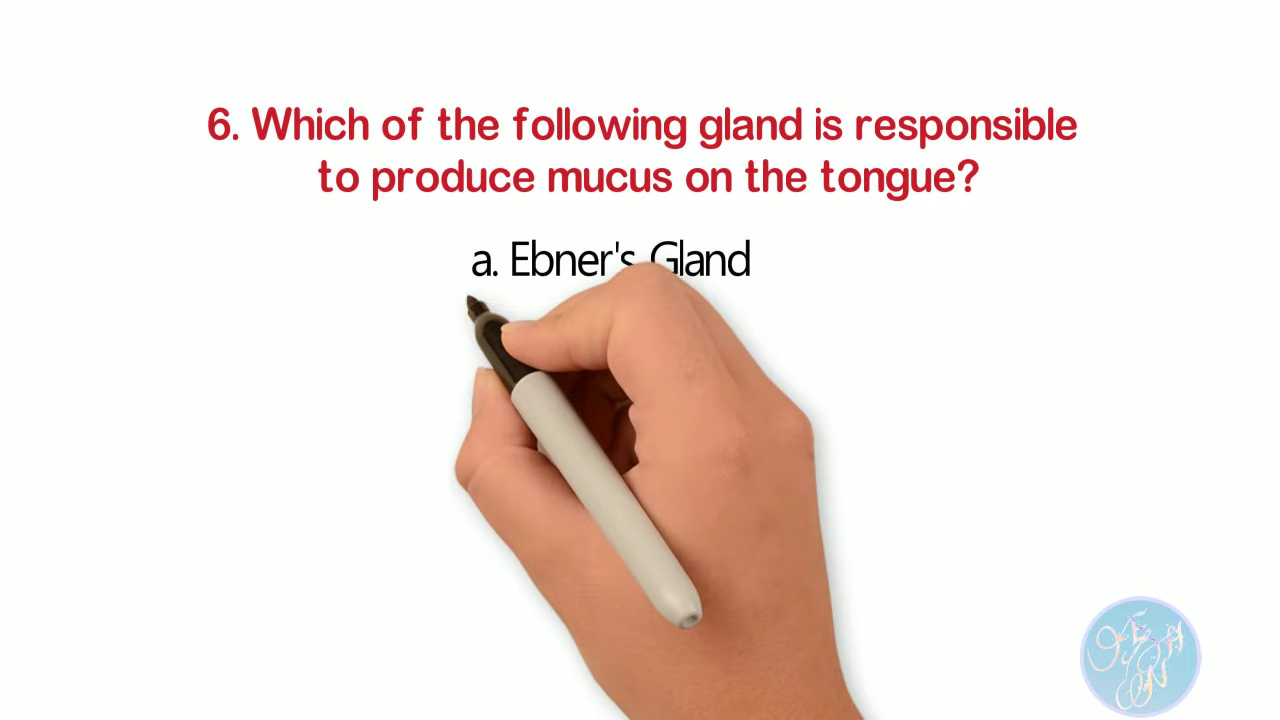 6. Which of the following gland is responsible
to produce mucus on the tongue?
a. Ebner's Gland